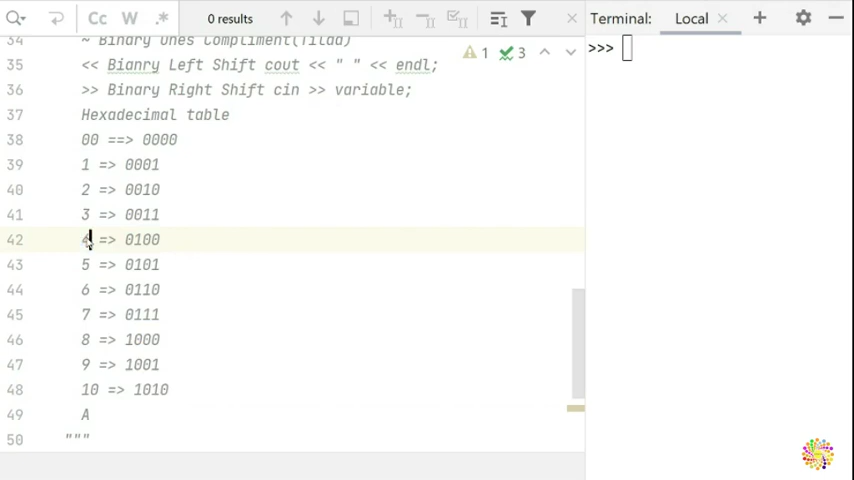 Cc W .* 0 results
Terminal: Local
1 3
34 ~ Binary Ones Compliment(Tilad)
35 << Bianry Left Shift cout << " " << endl;
36 >> Binary Right Shift cin >> variable;
37 Hexadecimal table
38 00 ==> 0000
39 1 => 0001
40 2 => 0010
41 3 => 0011
42 4 => 0100
43 5 => 0101
44 6 => 0110
45 7 => 0111
46 8 => 1000
47 9 => 1001
48 10 => 1010
49 A
50 """
>>>